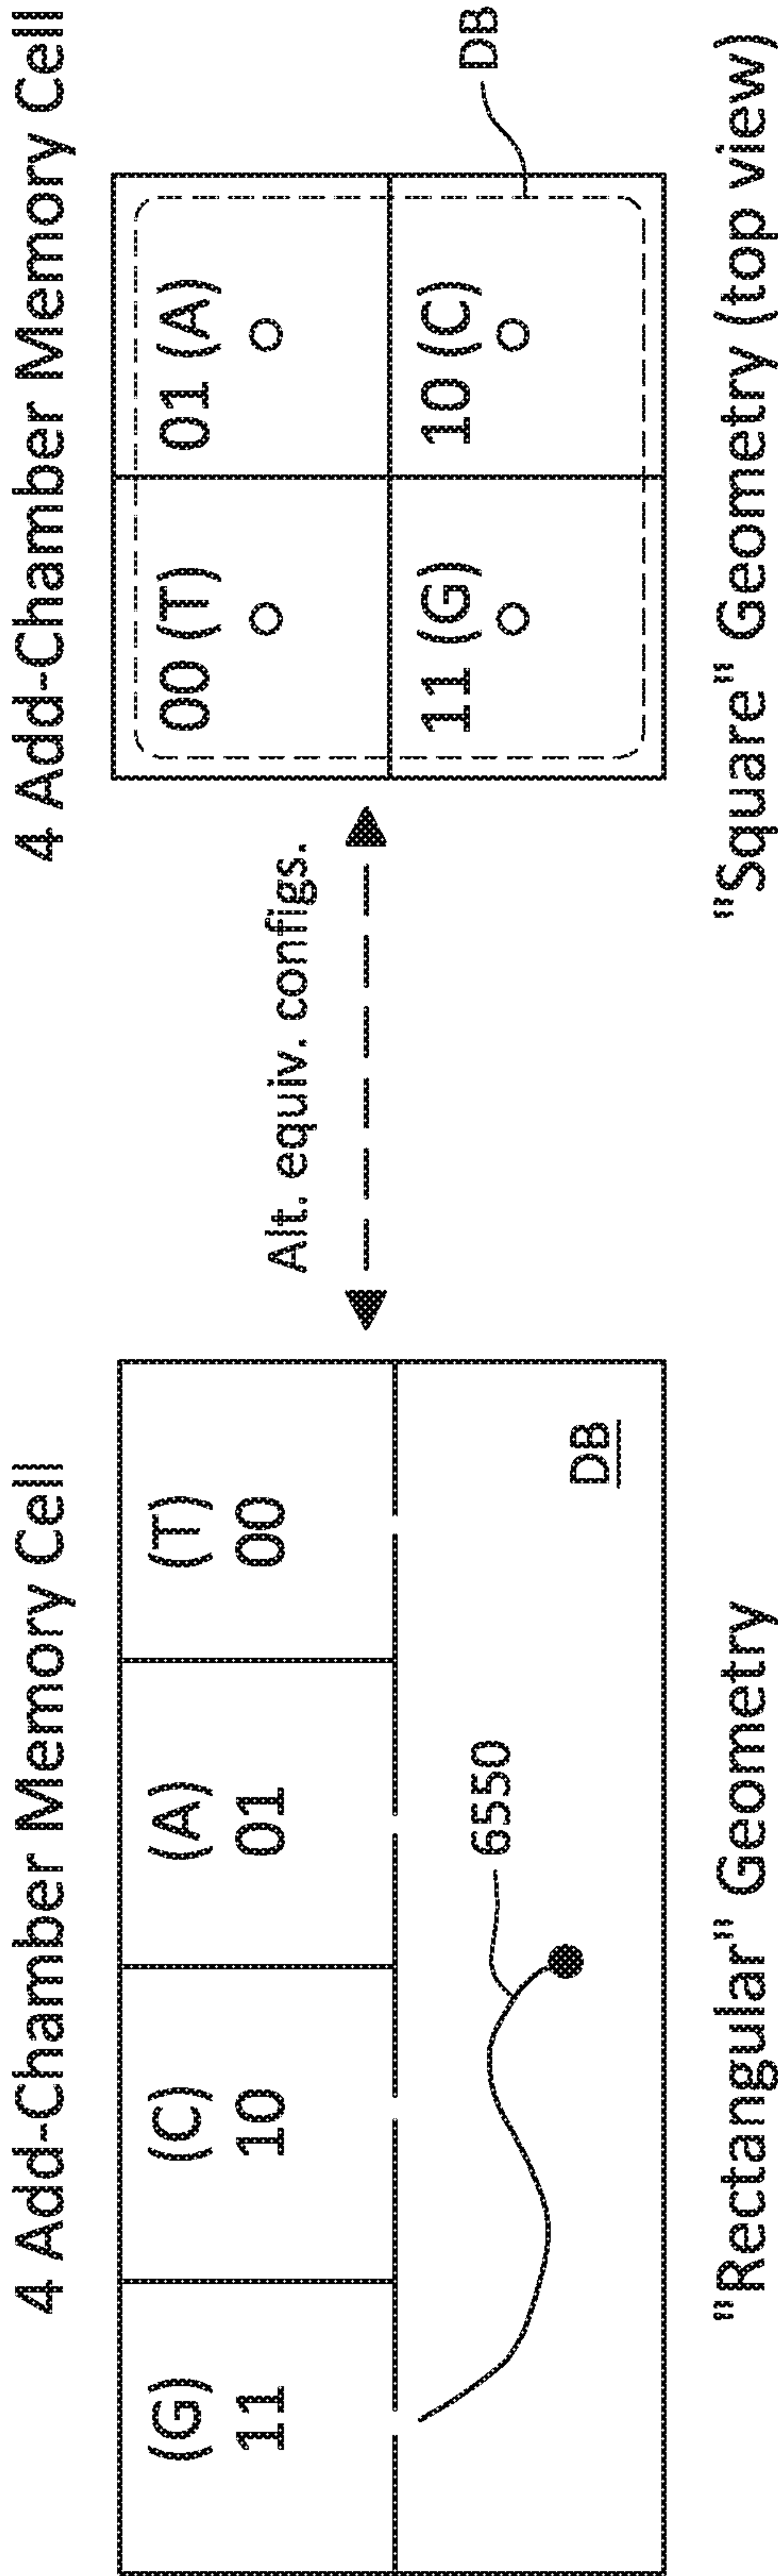 4 Add-Chamber Memory Cell
(G) (C) (A) (T)
11 10 01 00
6550
DB
"Rectangular" Geometry
Alt. equiv. configs.
4 Add-Chamber Memory Cell
00 (T) 01 (A)
11 (G) 10 (C)
DB
"Square" Geometry (top view)